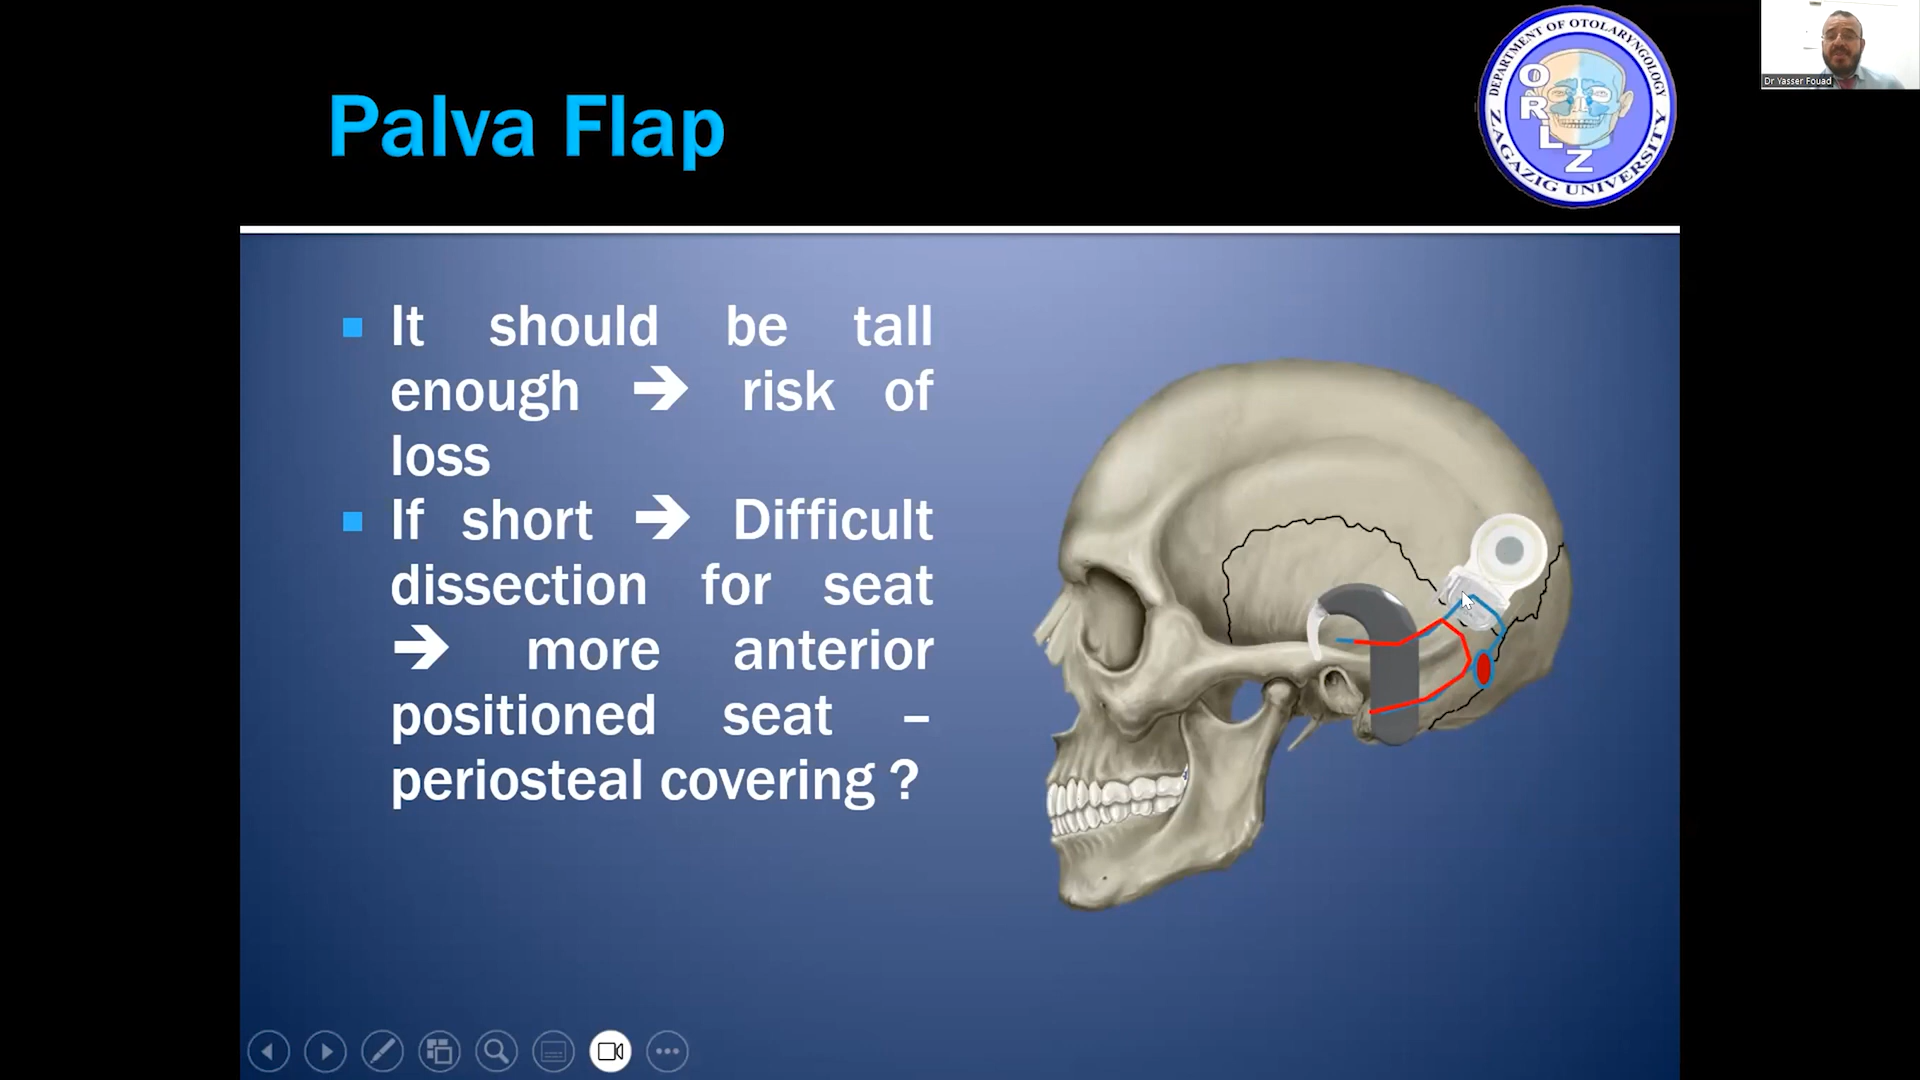 Palva Flap
DEPARTMENT OF OTOLARYNGOLOGY
ORLZ
ZAGAZIG UNIVERSITY
Dr Yasser Fouad
It should be tall
enough → risk of
loss
If short → Difficult
dissection for seat
→ more anterior
positioned seat –
periosteal covering ?